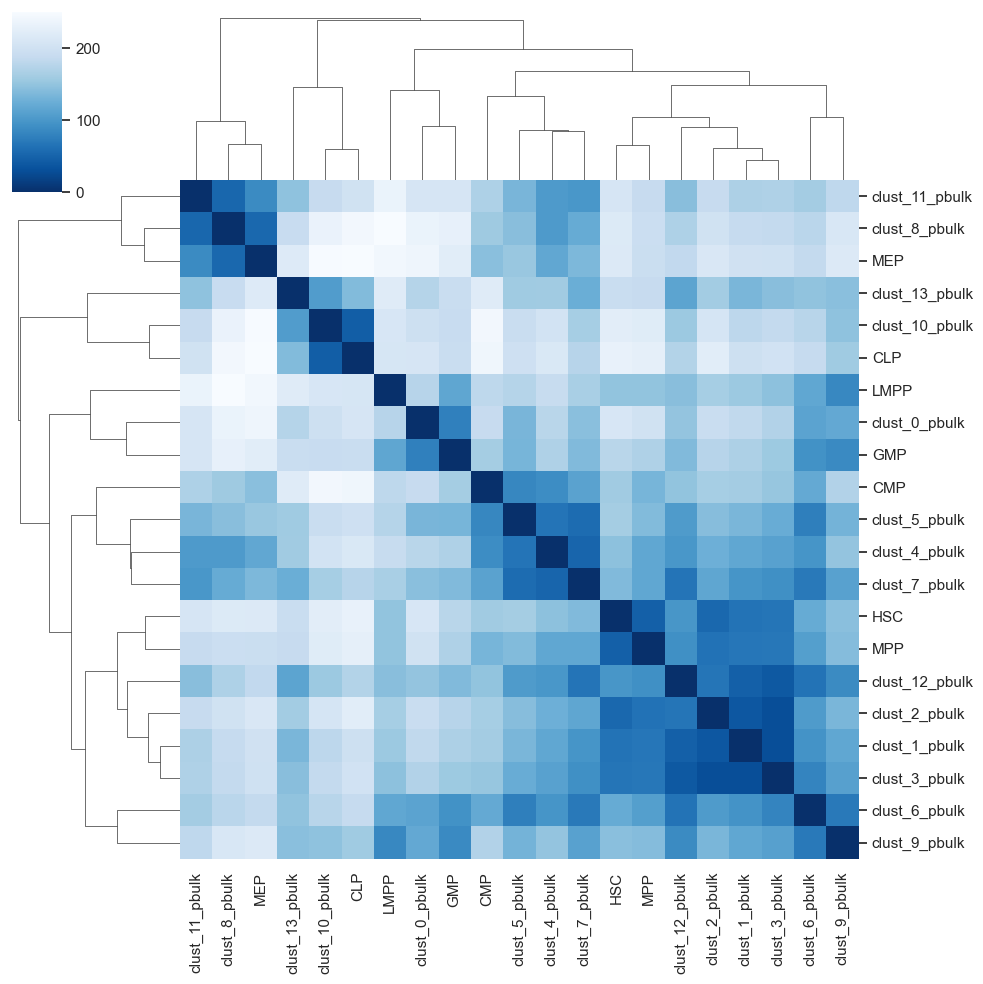 200
100
0
clust_11_pbulk
clust_8_pbulk
MEP
clust_13_pbulk
clust_10_pbulk
CLP
LMPP
clust_0_pbulk
GMP
CMP
clust_5_pbulk
clust_4_pbulk
clust_7_pbulk
HSC
MPP
clust_12_pbulk
clust_2_pbulk
clust_1_pbulk
clust_3_pbulk
clust_6_pbulk
clust_9_pbulk
clust_11_pbulk
clust_8_pbulk
MEP
clust_13_pbulk
clust_10_pbulk
CLP
LMPP
clust_0_pbulk
GMP
CMP
clust_5_pbulk
clust_4_pbulk
clust_7_pbulk
HSC
MPP
clust_12_pbulk
clust_2_pbulk
clust_1_pbulk
clust_3_pbulk
clust_6_pbulk
clust_9_pbulk